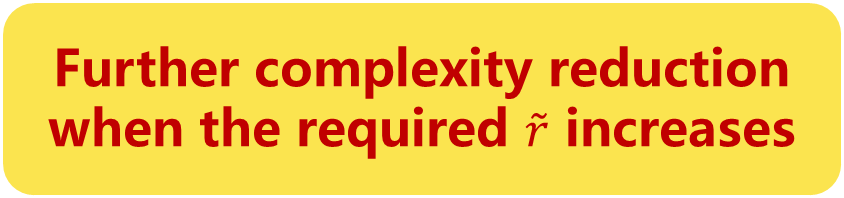 Further complexity reduction
when the required r̃ increases